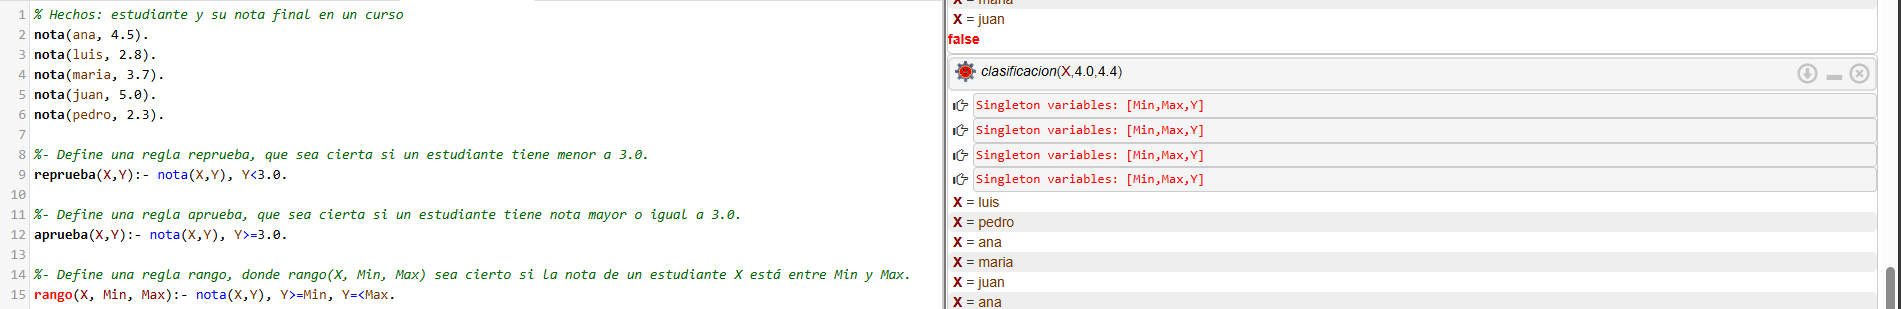 1 % Hechos: estudiante y su nota final en un curso
2 nota(ana, 4.5).
3 nota(luis, 2.8).
4 nota(maria, 3.7).
5 nota(juan, 5.0).
6 nota(pedro, 2.3).
7
8 %- Define una regla reprueba, que sea cierta si un estudiante tiene menor a 3.0.
9 reprueba(X,Y):- nota(X,Y), Y<3.0.
10
11 %- Define una regla aprueba, que sea cierta si un estudiante tiene nota mayor o igual a 3.0.
12 aprueba(X,Y):- nota(X,Y), Y>=3.0.
13
14 %- Define una regla rango, donde rango(X, Min, Max) sea cierto si la nota de un estudiante X está entre Min y Max.
15 rango(X, Min, Max):- nota(X,Y), Y>=Min, Y=<Max.
X = maria
X = juan
false
clasificacion(X,4.0,4.4)
Singleton variables: [Min,Max,Y]
Singleton variables: [Min,Max,Y]
Singleton variables: [Min,Max,Y]
Singleton variables: [Min,Max,Y]
X = luis
X = pedro
X = ana
X = maria
X = juan
X = ana